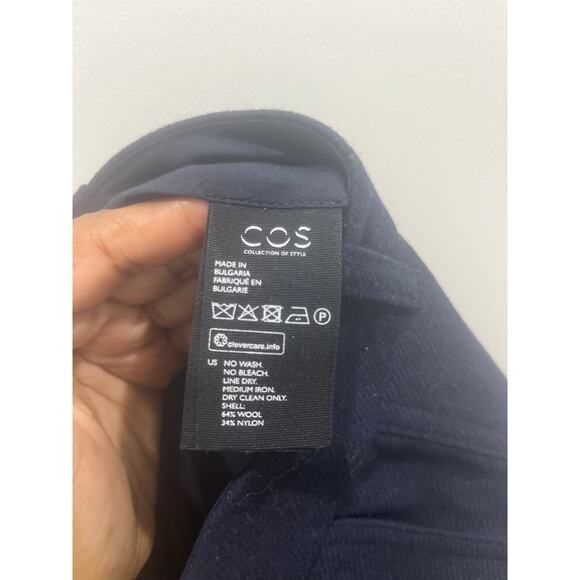 COS
COLLECTION OF STYLE
MADE IN
BULGARIA
FABRIQUÉ EN
BULGARIE
P
clevercare.info
US NO WASH.
NO BLEACH.
LINE DRY.
MEDIUM IRON.
DRY CLEAN ONLY.
SHELL:
64% WOOL
34% NYLON